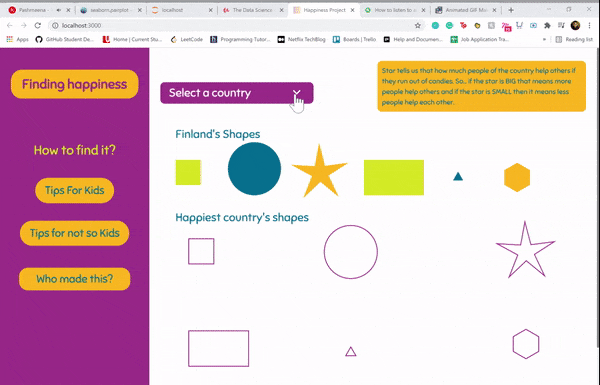 Pashmeena
seaborn.pairplot
localhost
The Data Science
Happiness Project
How to listen to
Animated GIF M
localhost:3000
Apps
GitHub Student De...
Home | Current Stu...
LeetCode
Programming Tutor...
Netflix TechBlog
Boards | Trello
Help and Documen...
Job Application Tra...
Reading list
Finding happiness
Select a country
Star tells us that how much people of the country help others if
they run out of candies. So.. if the star is BIG that means more
people help others and if the star is SMALL then it means less
people help each other.
Finland's Shapes
How to find it?
Tips For Kids
Happiest country's shapes
Tips for not so Kids
Who made this?